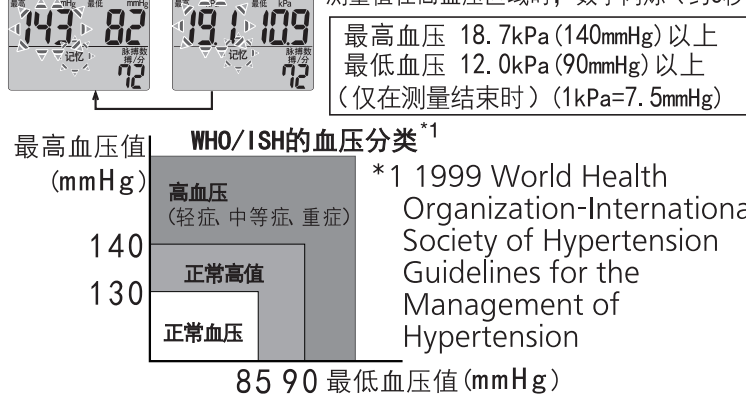 最高 mmHg 最低 mmHg
143 82
记忆 脉搏数
搏/分
72
最高 最低 kPa
19.1 10.9
记忆 脉搏数
搏/分
72
最高血压 18.7kPa(140mmHg)以上
最低血压 12.0kPa(90mmHg)以上
(仅在测量结束时)(1kPa=7.5mmHg)
WHO/ISH的血压分类*1
最高血压值
(mmHg)
高血压
(轻症、中等症、重症)
140
正常高值
130
正常血压
85 90 最低血压值(mmHg)
*1 1999 World Health
Organization-Internationa
Society of Hypertension
Guidelines for the
Management of
Hypertension